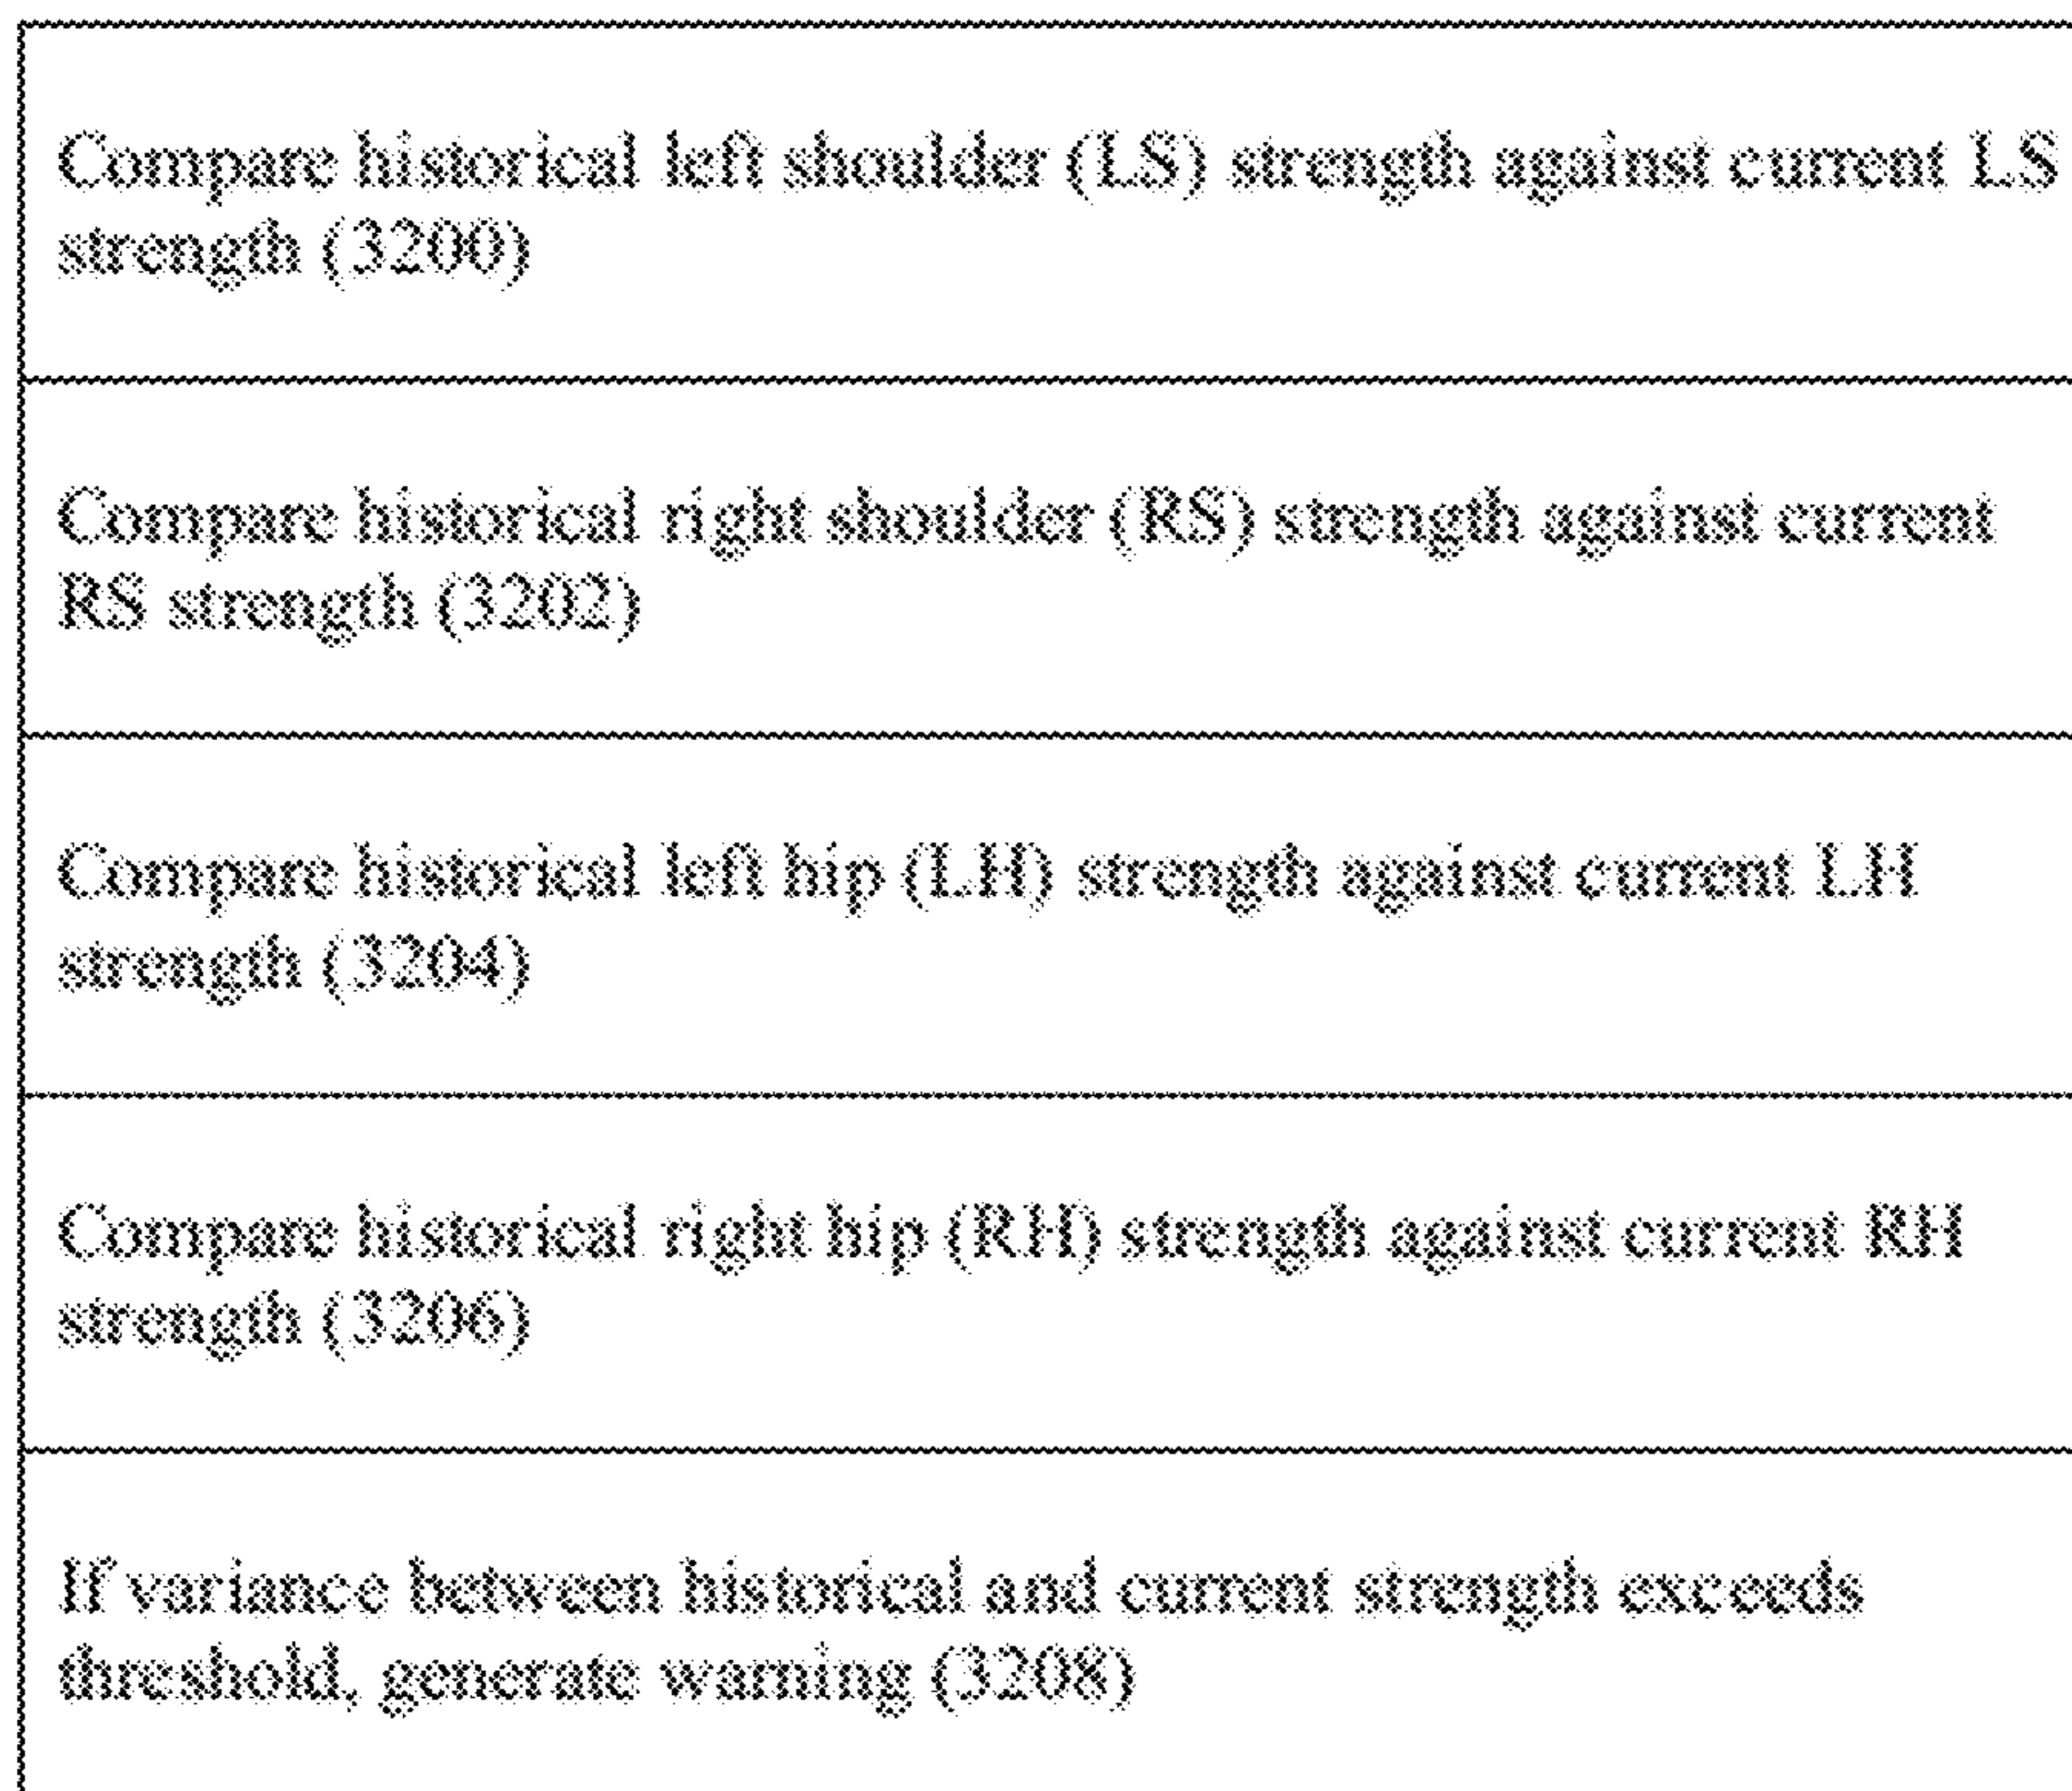 Compare historical left shoulder (LS) strength against current LS
strength (3200)
Compare historical right shoulder (RS) strength against current
RS strength (3202)
Compare historical left hip (LH) strength against current LH
strength (3204)
Compare historical right hip (RH) strength against current RH
strength (3206)
If variance between historical and current strength exceeds
threshold, generate warning (3208)